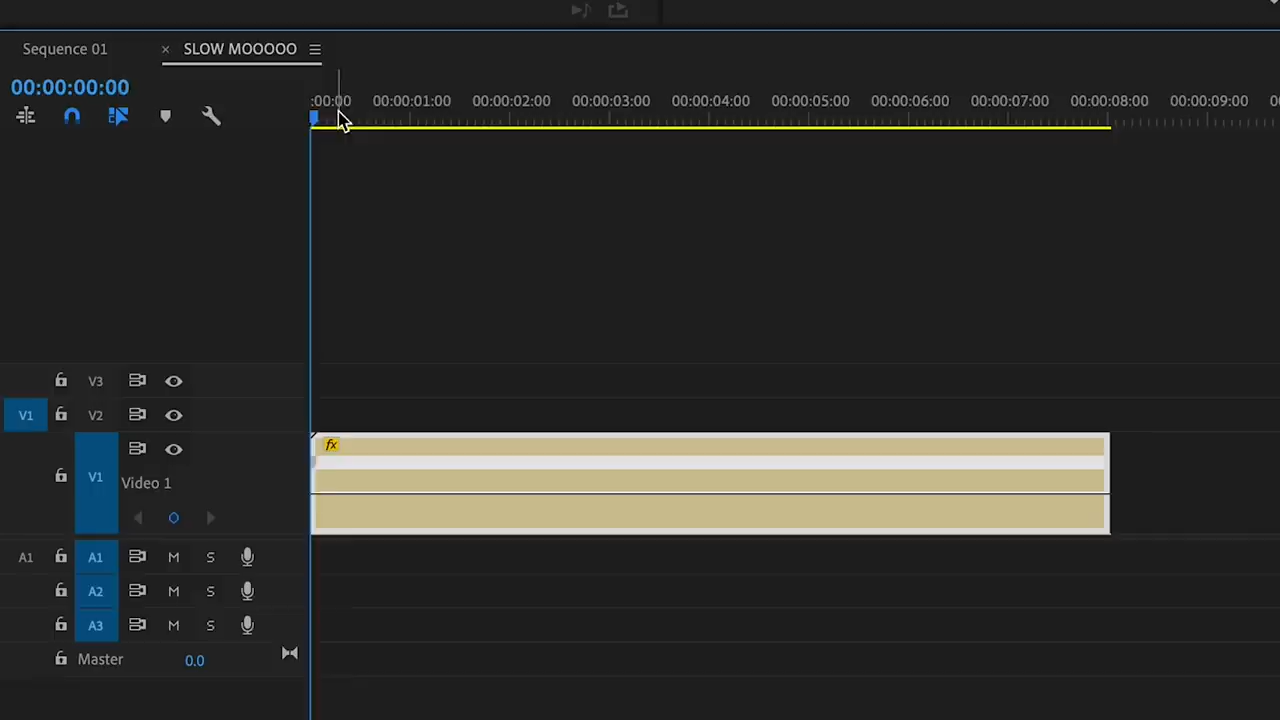 Sequence 01 × SLOW MOOOOO
00:00:00:00
:00:00 00:00:01:00 00:00:02:00 00:00:03:00 00:00:04:00 00:00:05:00 00:00:06:00 00:00:07:00 00:00:08:00 00:00:09:00
V3
V1 V2
fx
V1
Video 1
A1 A1 M S
A2 M S
A3 M S
Master 0.0